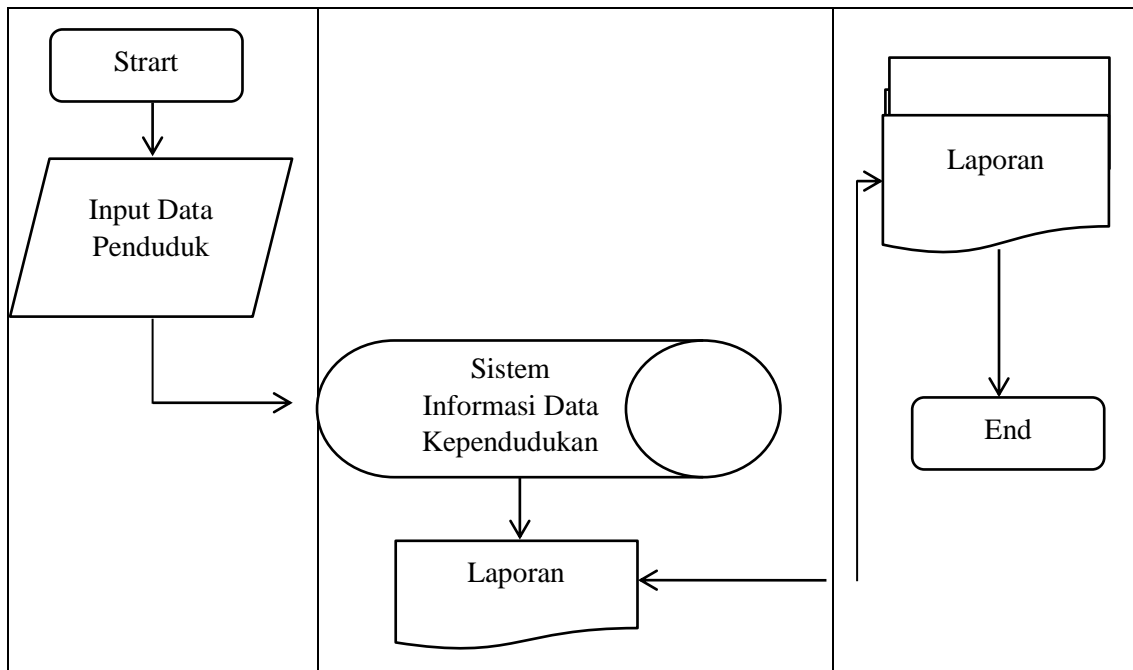 Strart
Input Data
Penduduk
Sistem
Informasi Data
Kependudukan
Laporan
Laporan
End